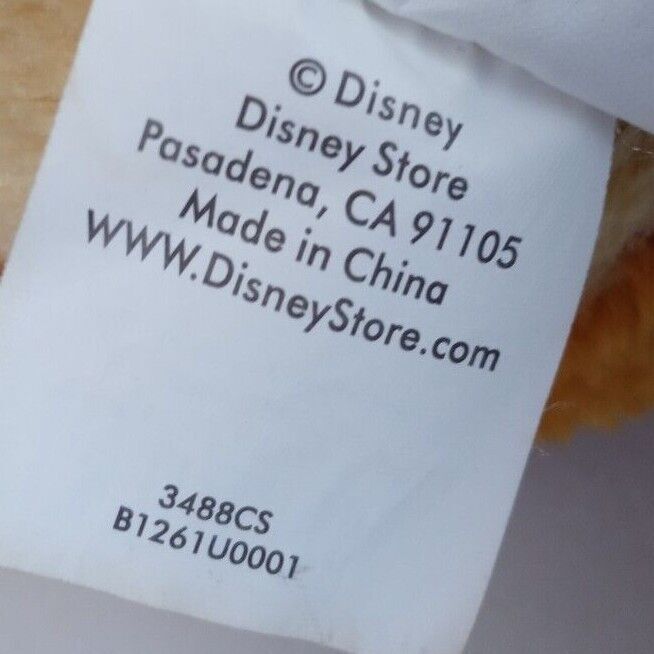 © Disney
Disney Store
Pasadena, CA 91105
Made in China
WWW.DisneyStore.com
3488CS
B1261U0001